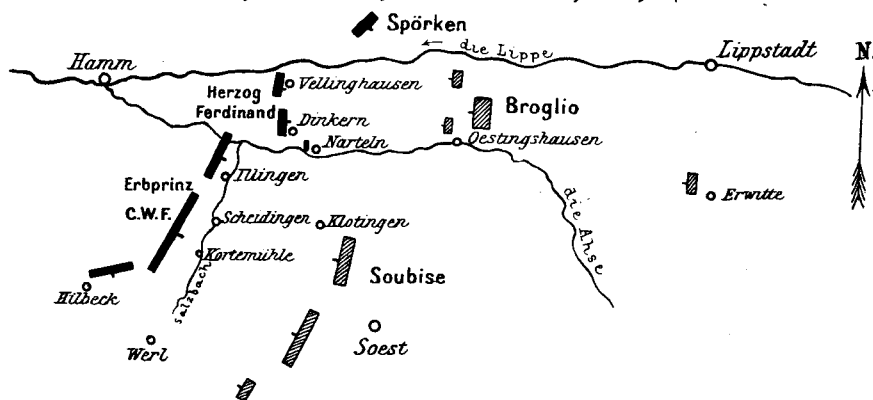 Spörken
die Lippe
Lippstadt
N.
Hamm
Vellinghausen
Herzog
Ferdinand
Broglio
Dinkern
Narteln
Oestingshausen
Illingen
Erbprinz
C.W.F.
Erwitte
die Ahse
Scheidingen
Klotingen
Kortemühle
Soubise
Hilbeck
Salzbach
Werl
Soest